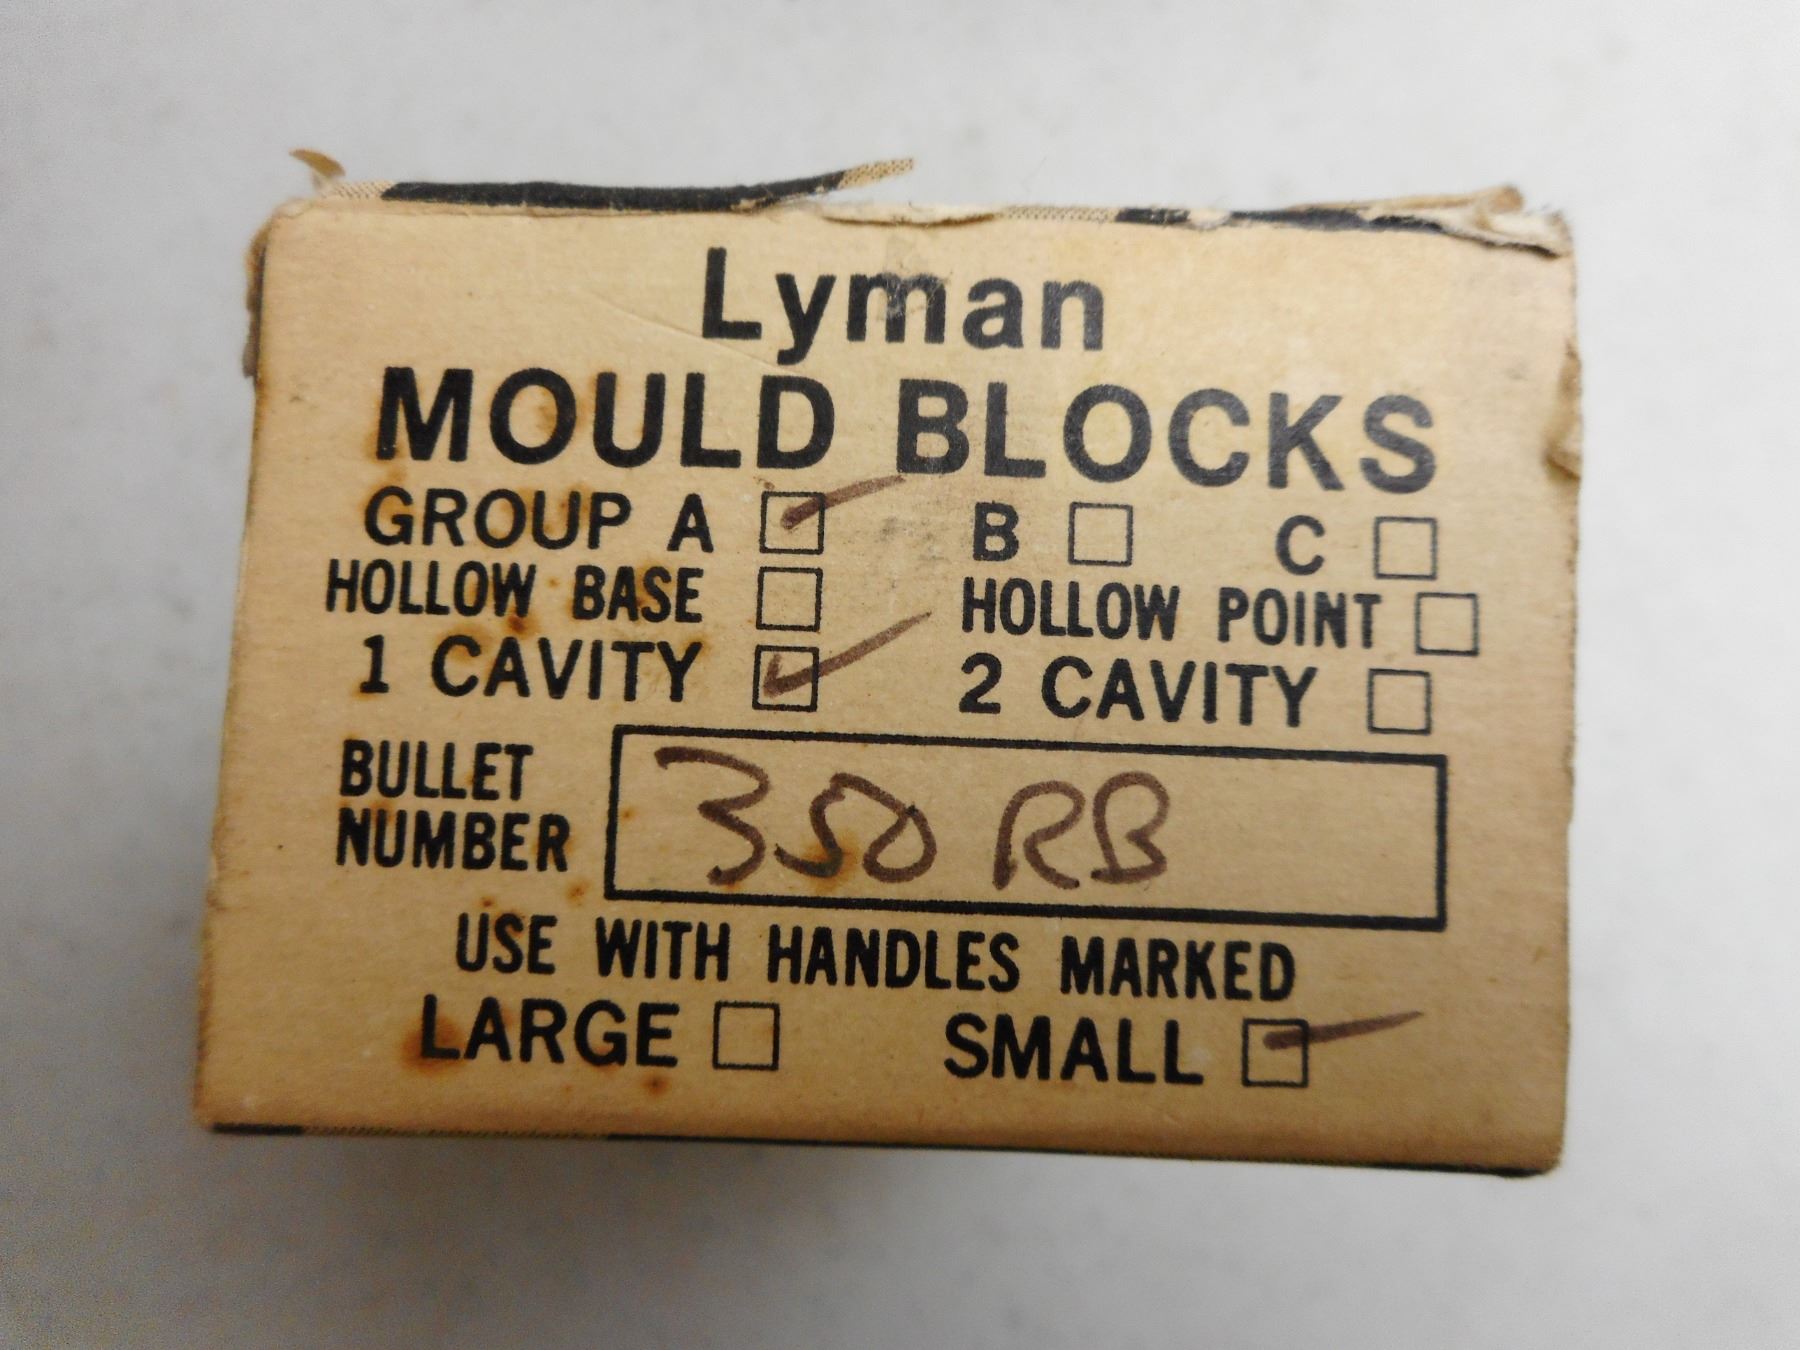 Lyman
MOULD BLOCKS
GROUP A B C
HOLLOW BASE HOLLOW POINT
1 CAVITY 2 CAVITY
BULLET NUMBER 350 RB
USE WITH HANDLES MARKED
LARGE SMALL